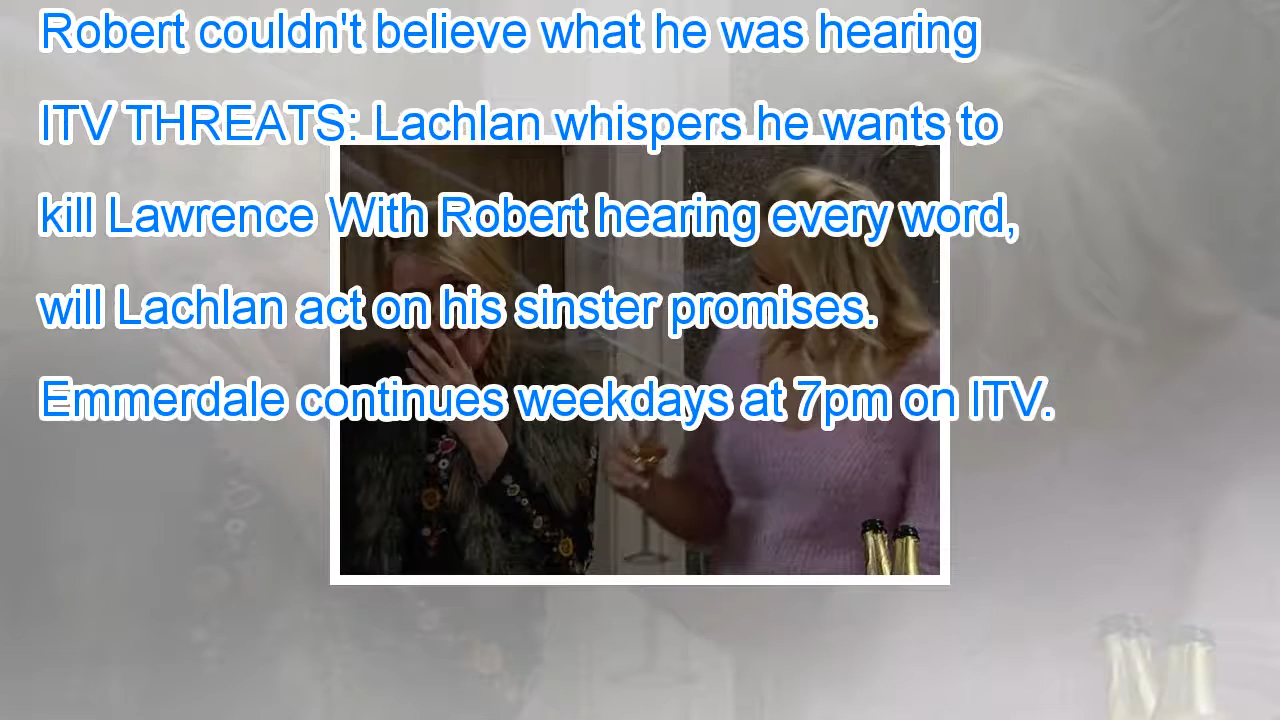 Robert couldn't believe what he was hearing
ITV THREATS: Lachlan whispers he wants to
kill Lawrence With Robert hearing every word,
will Lachlan act on his sinster promises.
Emmerdale continues weekdays at 7pm on ITV.